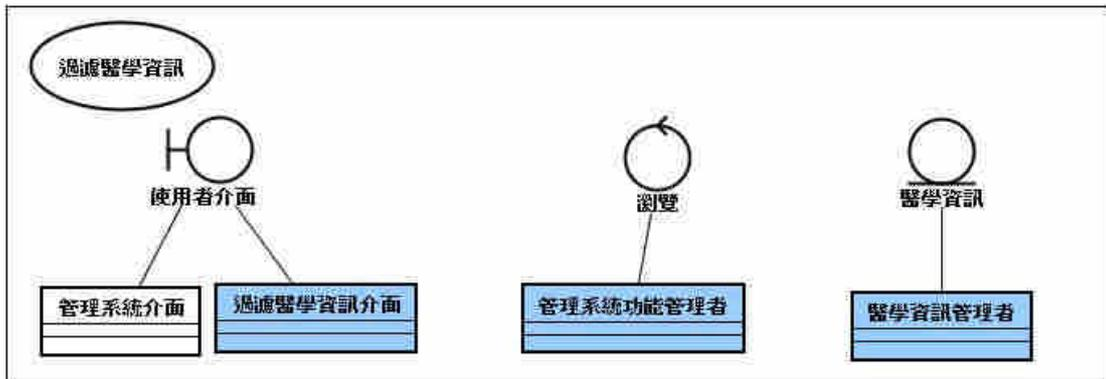 過濾醫學資訊
使用者介面
瀏覽
醫學資訊
管理系統介面
過濾醫學資訊介面
管理系統功能管理者
醫學資訊管理者